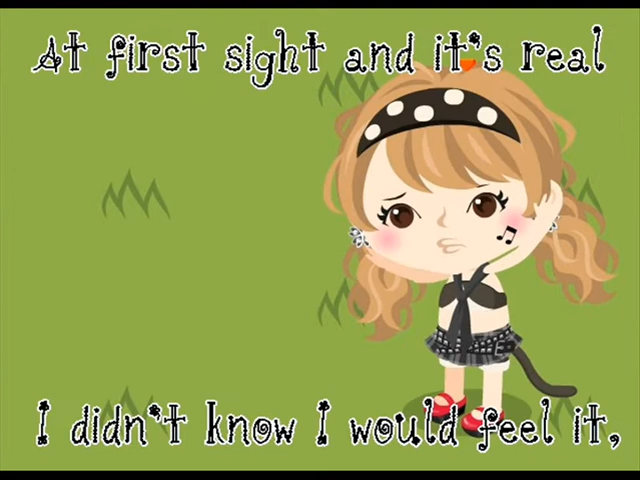 At first sight and it's real
I didn't know I would feel it,